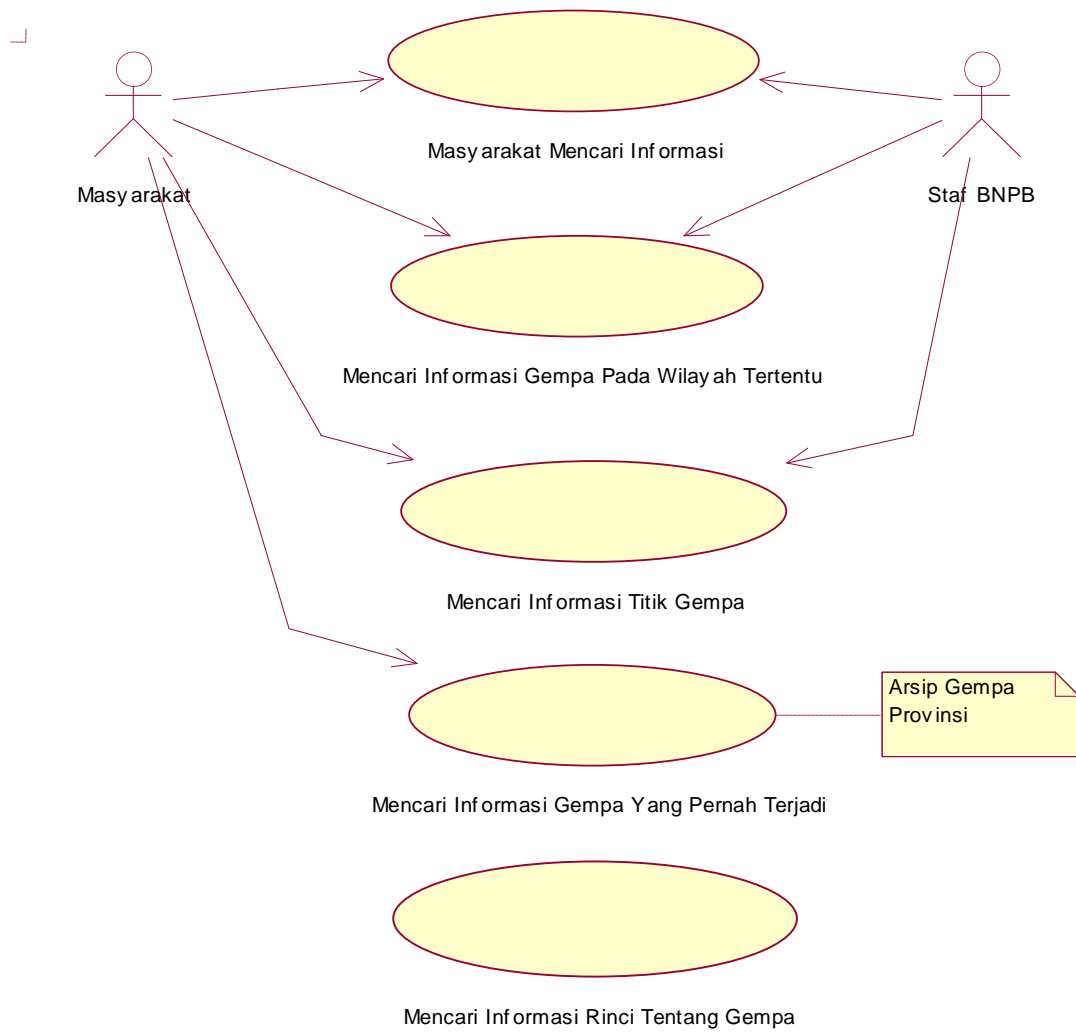 Masyarakat Mencari Informasi
Masyarakat
Staf BNPB
Mencari Informasi Gempa Pada Wilayah Tertentu
Mencari Informasi Titik Gempa
Arsip Gempa
Provinsi
Mencari Informasi Gempa Yang Pernah Terjadi
Mencari Informasi Rinci Tentang Gempa